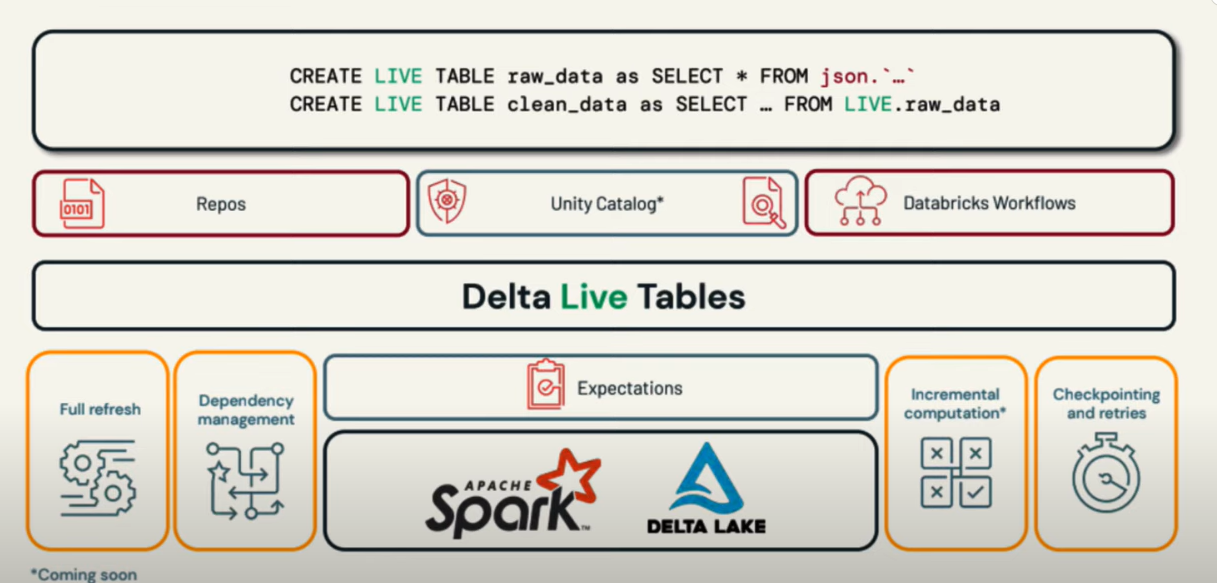 CREATE LIVE TABLE raw_data as SELECT * FROM json.`…`
CREATE LIVE TABLE clean_data as SELECT … FROM LIVE.raw_data
0101
Repos
Unity Catalog*
Databricks Workflows
Delta Live Tables
Full refresh
Dependency
management
Expectations
APACHE
Spark™
DELTA LAKE
Incremental
computation*
Checkpointing
and retries
*Coming soon